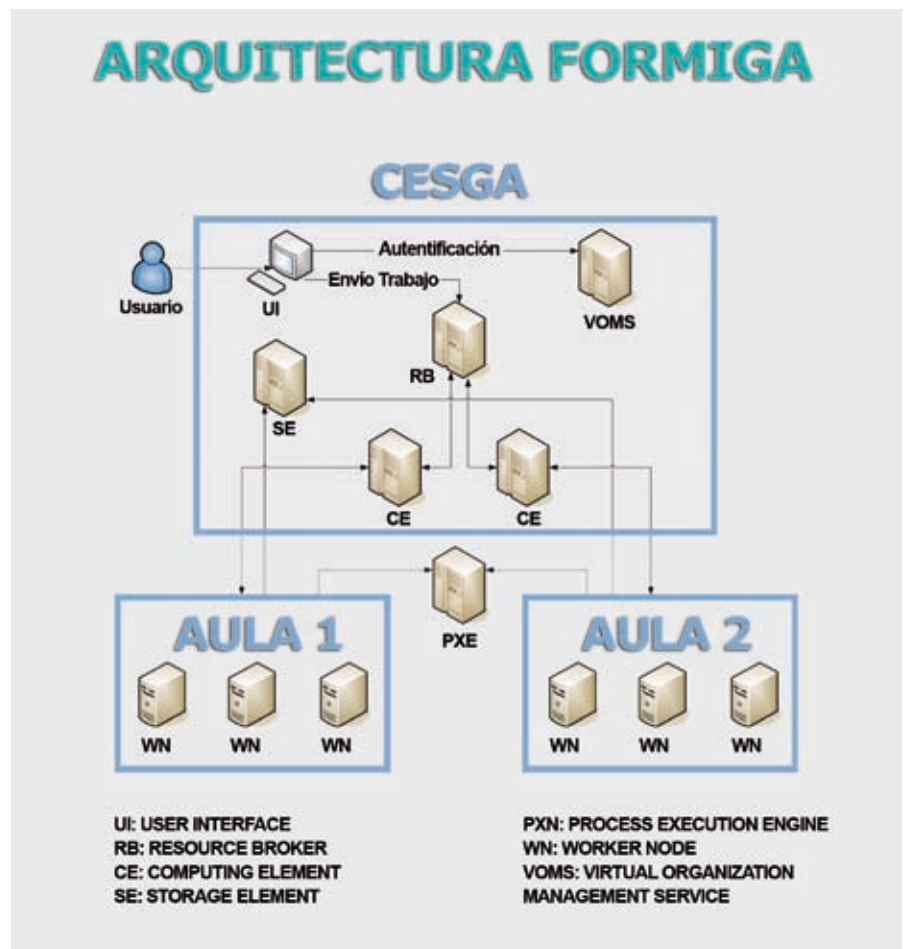 ARQUITECTURA FORMIGA
CESGA
Autentificación
Envío Trabajo
Usuario
UI
VOMS
RB
SE
CE
CE
PXE
AULA 1
AULA 2
WN
WN
WN
WN
WN
WN
UI: USER INTERFACE
RB: RESOURCE BROKER
CE: COMPUTING ELEMENT
SE: STORAGE ELEMENT
PXN: PROCESS EXECUTION ENGINE
WN: WORKER NODE
VOMS: VIRTUAL ORGANIZATION
MANAGEMENT SERVICE